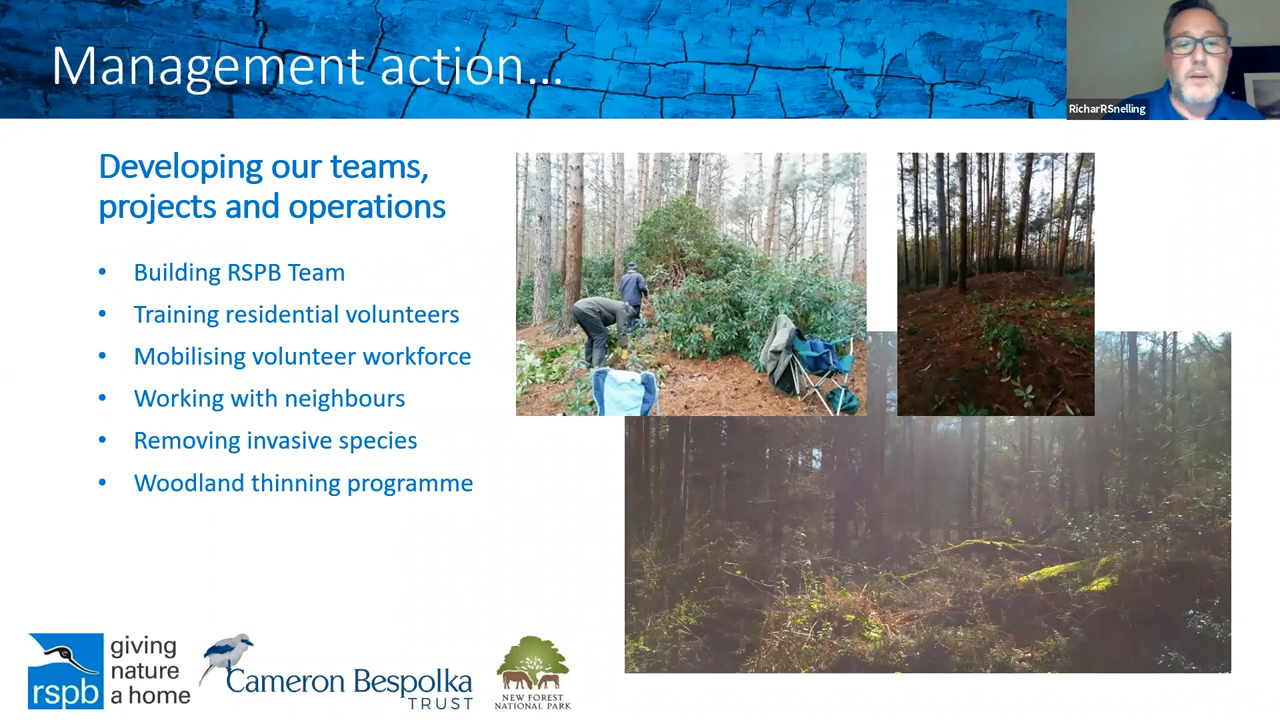 Management action...
RicharRSnelling
Developing our teams,
projects and operations
• Building RSPB Team
• Training residential volunteers
• Mobilising volunteer workforce
• Working with neighbours
• Removing invasive species
• Woodland thinning programme
rspb
giving
nature
a home
Cameron Bespolka
TRUST
NEW FOREST
NATIONAL PARK